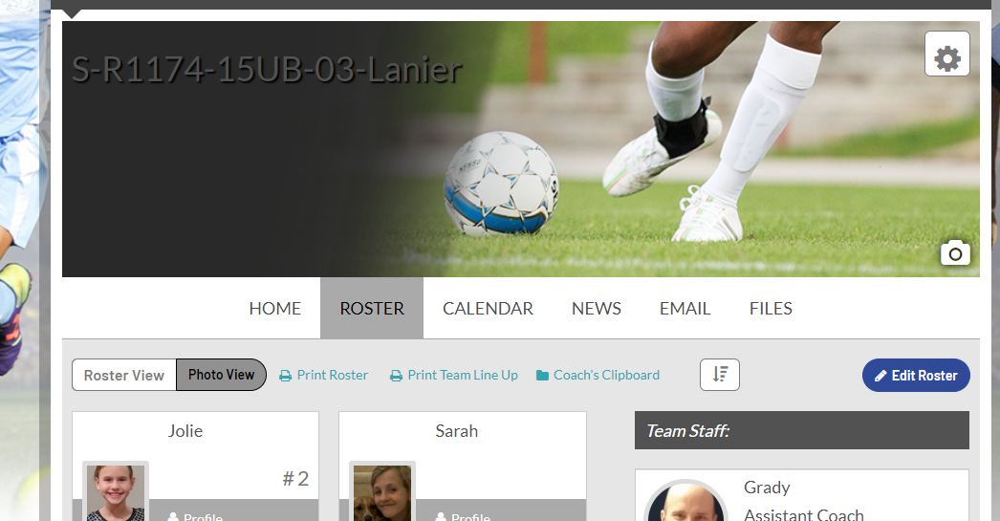 S-R1174-15UB-03-Lanier
HOME ROSTER CALENDAR NEWS EMAIL FILES
Roster View Photo View Print Roster Print Team Line Up Coach's Clipboard Edit Roster
Jolie
# 2
Profile
Sarah
Profile
Team Staff:
Grady
Assistant Coach